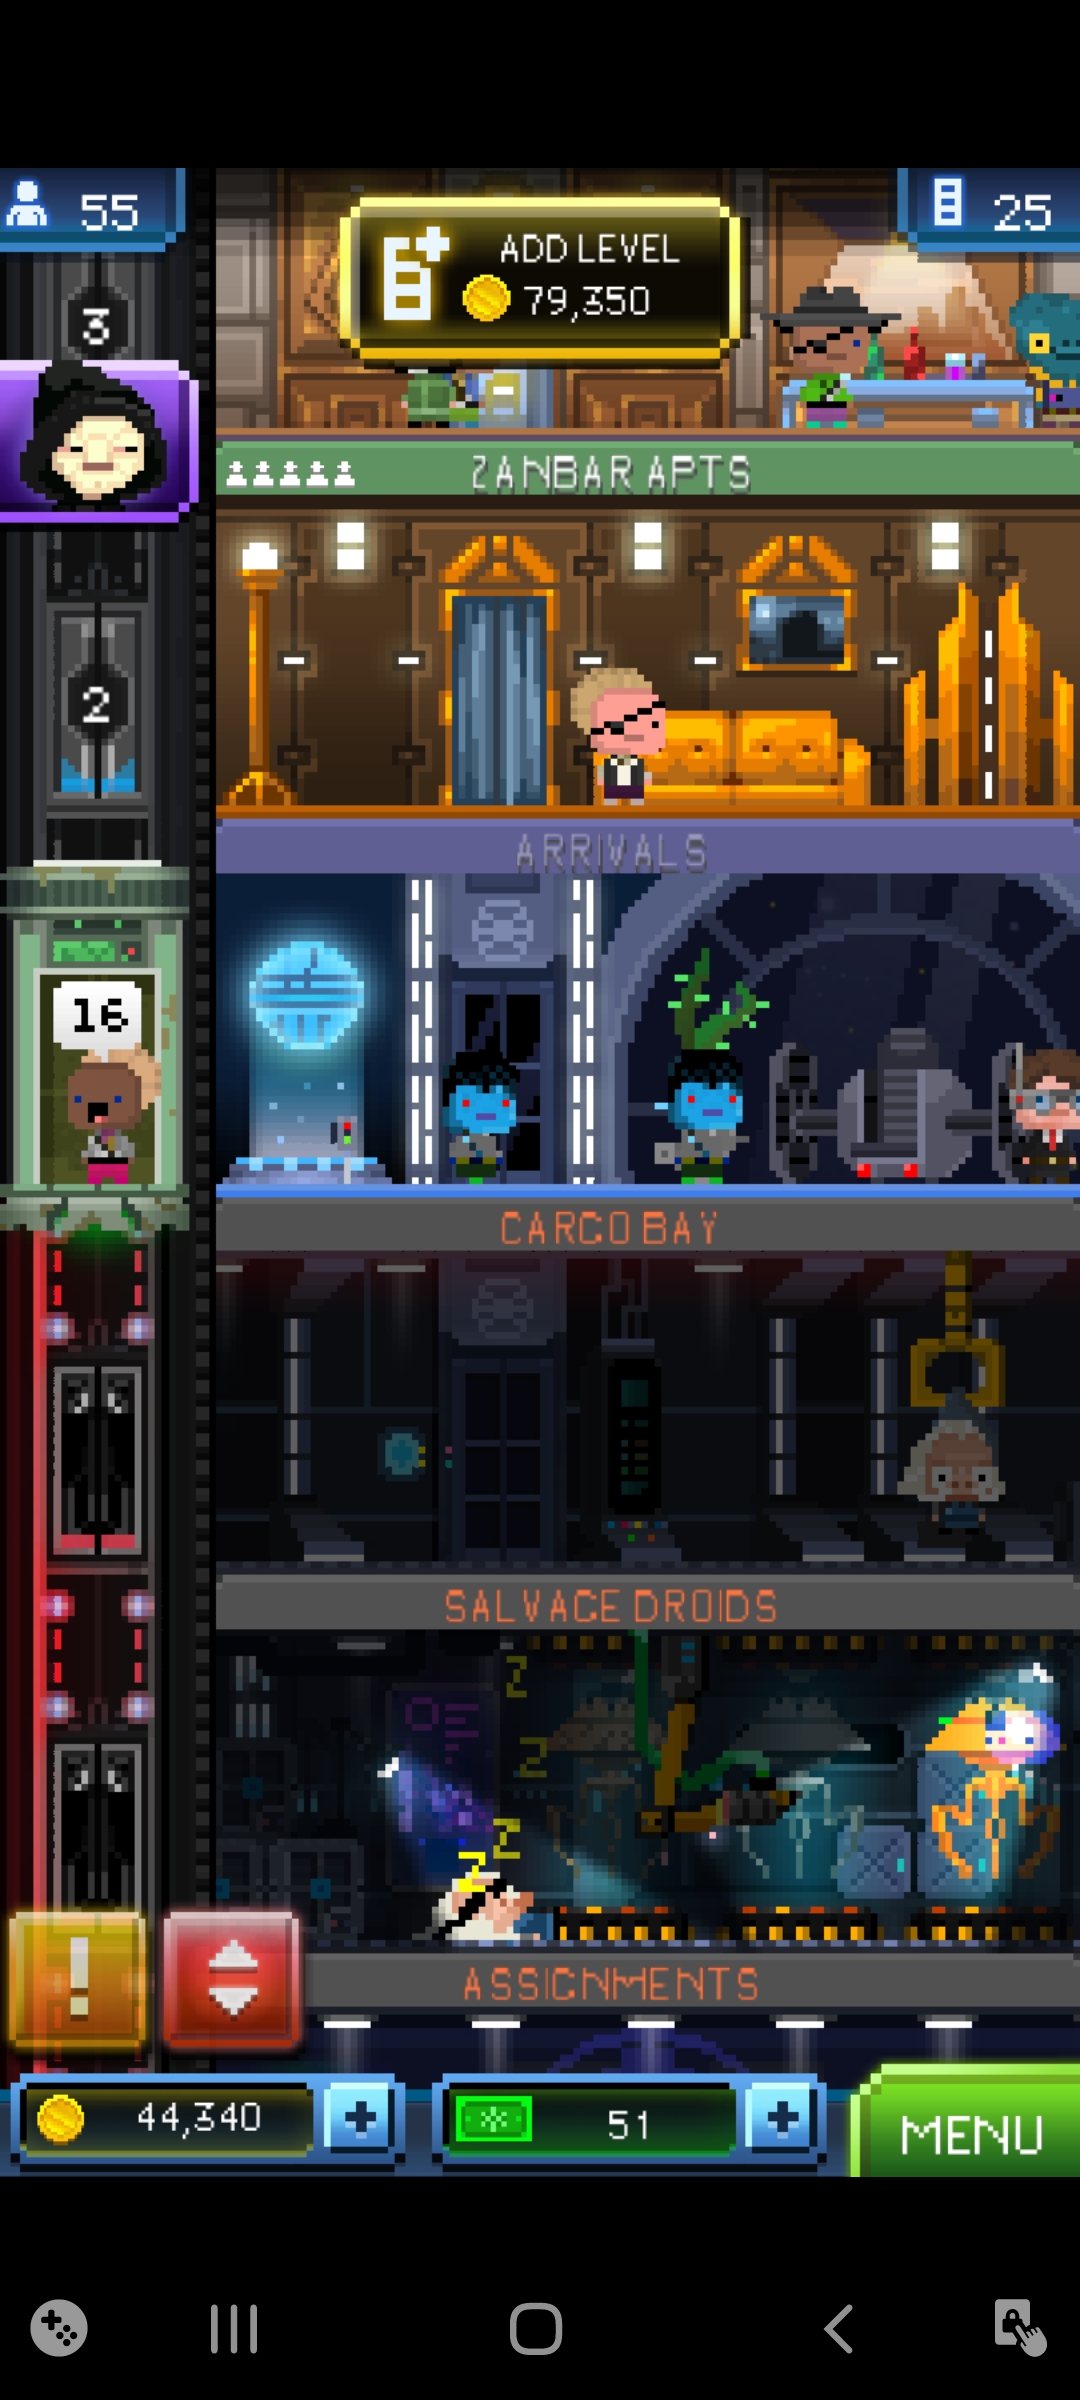 55
ADD LEVEL
79,350
25
3
ZANBAR APTS
2
ARRIVALS
16
CARGO BAY
SALVAGE DROIDS
Z
Z
Z
Z
!
ASSIGNMENTS
44,340
+
51
+
MENU